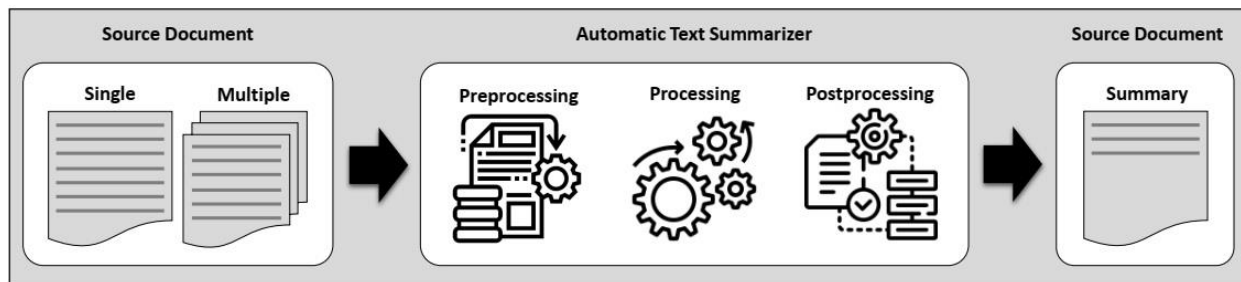 Source Document
Automatic Text Summarizer
Source Document
Single
Multiple
Preprocessing
Processing
Postprocessing
Summary